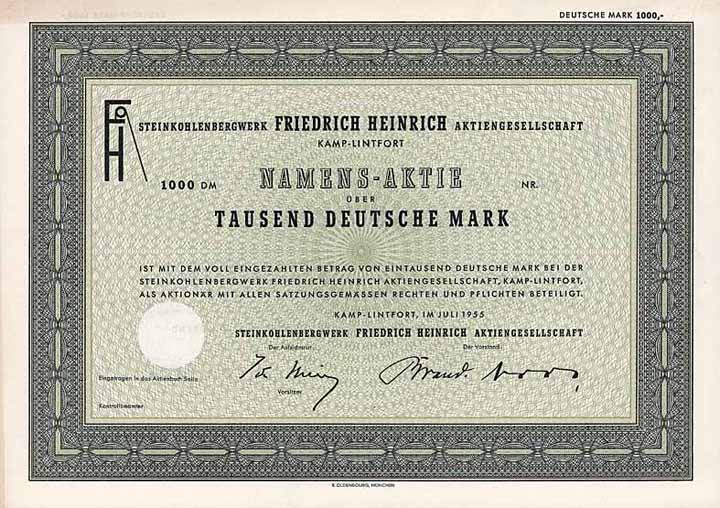 DEUTSCHE MARK 1000,-
STEINKOHLENBERGWERK FRIEDRICH HEINRICH AKTIENGESELLSCHAFT
KAMP-LINTFORT
1000 DM NAMENS-AKTIE NR.
ÜBER
TAUSEND DEUTSCHE MARK
IST MIT DEM VOLL EINGEZAHLTEN BETRAG VON EINTAUSEND DEUTSCHE MARK BEI DER
STEINKOHLENBERGWERK FRIEDRICH HEINRICH AKTIENGESELLSCHAFT, KAMP-LINTFORT,
ALS AKTIONÄR MIT ALLEN SATZUNGSGEMÄSSEN RECHTEN UND PFLICHTEN BETEILIGT.
KAMP-LINTFORT, IM JULI 1955
STEINKOHLENBERGWERK FRIEDRICH HEINRICH AKTIENGESELLSCHAFT
Der Aufsichtsrat Der Vorstand
Eingetragen in das Aktienbuch Seite
Vorsitzer
Kontrollbeamter
R. OLDENBOURG, MÜNCHEN